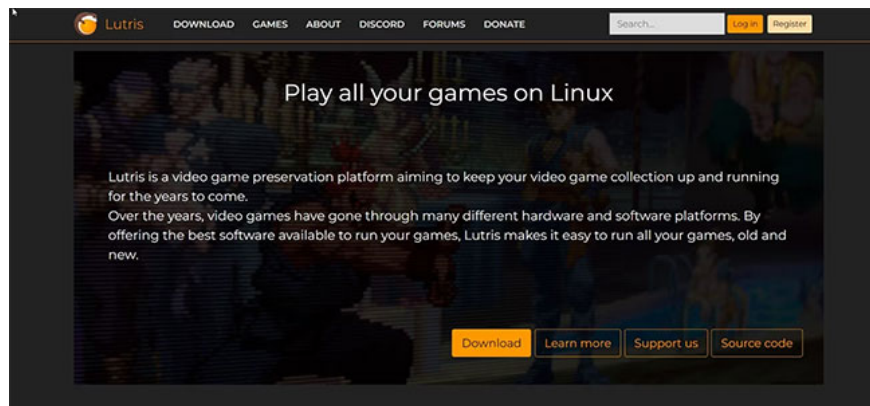 Lutris DOWNLOAD GAMES ABOUT DISCORD FORUMS DONATE Search... Log in Register
Play all your games on Linux
Lutris is a video game preservation platform aiming to keep your video game collection up and running
for the years to come.
Over the years, video games have gone through many different hardware and software platforms. By
offering the best software available to run your games, Lutris makes it easy to run all your games, old and
new.
Download Learn more Support us Source code